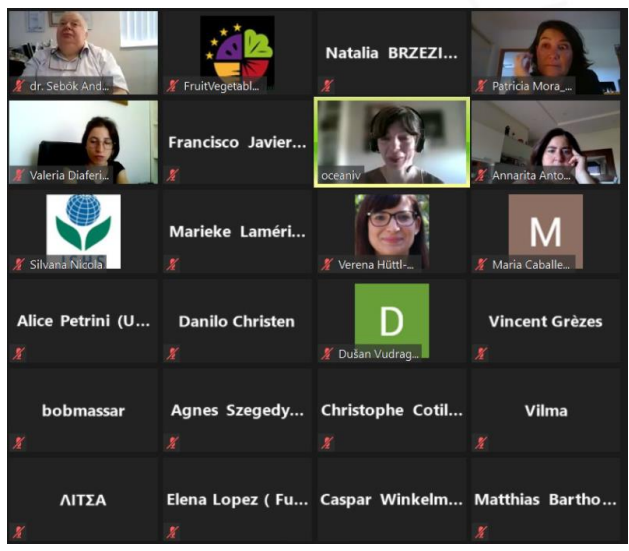 dr. Sebők And...
FruitVegetabl...
Natalia BRZEZI...
Patricia Mora_...
Valeria Diaferi...
Francisco Javier...
oceaniv
Annarita Anto...
Silvana Nicola
Marieke Laméri...
Verena Hüttl-...
M
Maria Caballe...
Alice Petrini (U...
Danilo Christen
D
Dušan Vudrag...
Vincent Grèzes
bobmassar
Agnes Szegedy...
Christophe Cotil...
Vilma
ΛΙΤΣΑ
Elena Lopez ( Fu...
Caspar Winkelm...
Matthias Bartho...